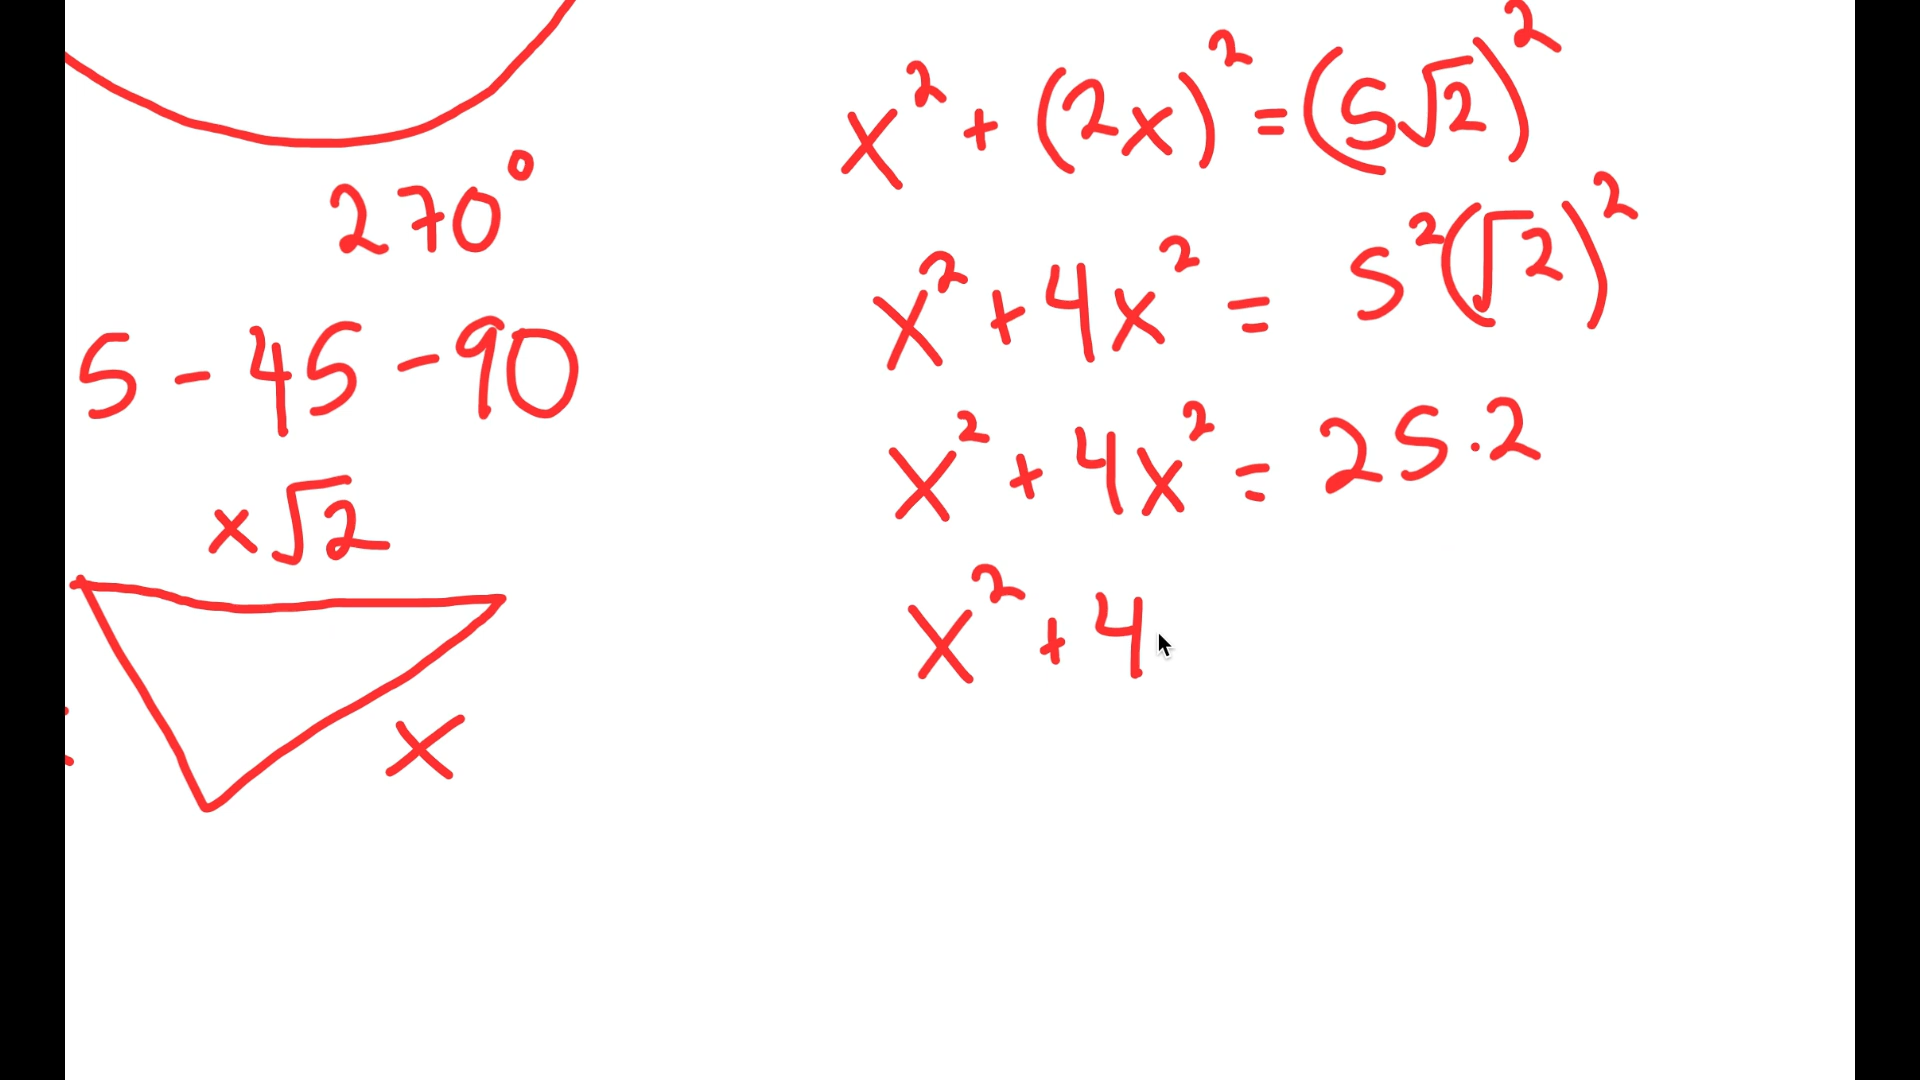 270°
5 - 45 - 90
x√2
x
x² + (2x)² = (5√2)²
x² + 4x² = 5²(√2)²
x² + 4x² = 25·2
x² + 4